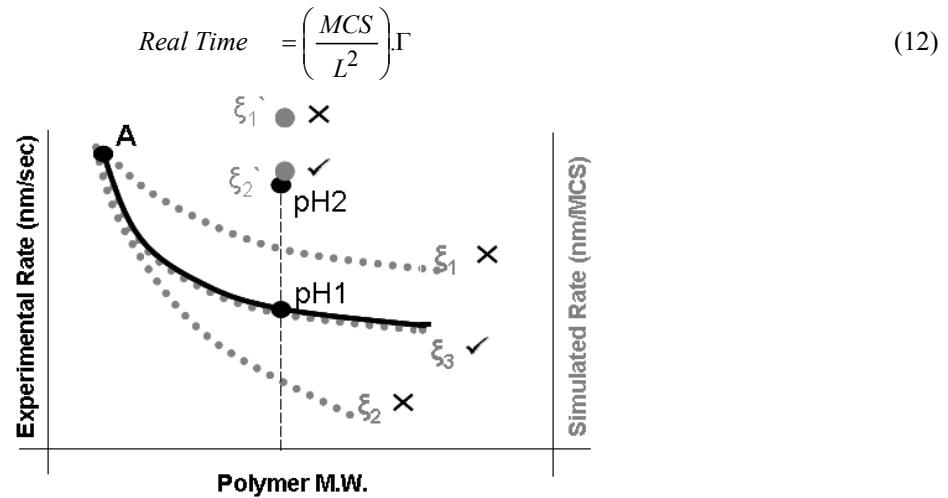 Real Time = (MCS / L²).Γ (12)
ξ₁` ×
A
ξ₂` ✓
pH2
ξ₁ ×
pH1
ξ₃ ✓
ξ₂ ×
Experimental Rate (nm/sec)
Simulated Rate (nm/MCS)
Polymer M.W.